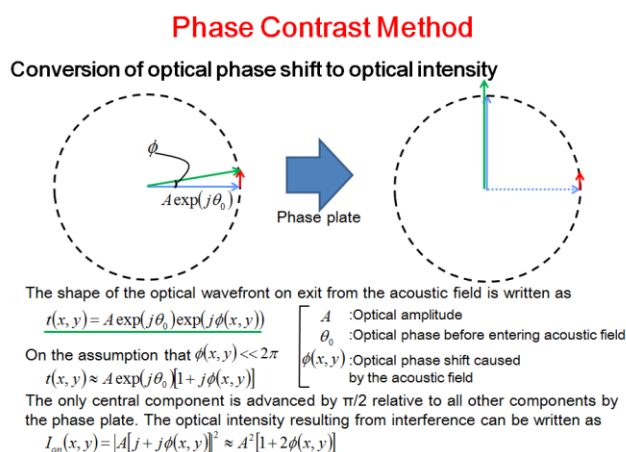 Phase Contrast Method
Conversion of optical phase shift to optical intensity
ϕ
A exp(jθ₀)
Phase plate
The shape of the optical wavefront on exit from the acoustic field is written as
t(x, y) = A exp(jθ₀)exp(jϕ(x, y))
A :Optical amplitude
θ₀ :Optical phase before entering acoustic field
ϕ(x, y) :Optical phase shift caused
by the acoustic field
On the assumption that ϕ(x, y) << 2π
t(x, y) ≈ A exp(jθ₀)[1 + jϕ(x, y)]
The only central component is advanced by π/2 relative to all other components by
the phase plate. The optical intensity resulting from interference can be written as
(x, y) = |A[j + jϕ(x, y)]|² ≈ A²[1 + 2ϕ(x, y)]